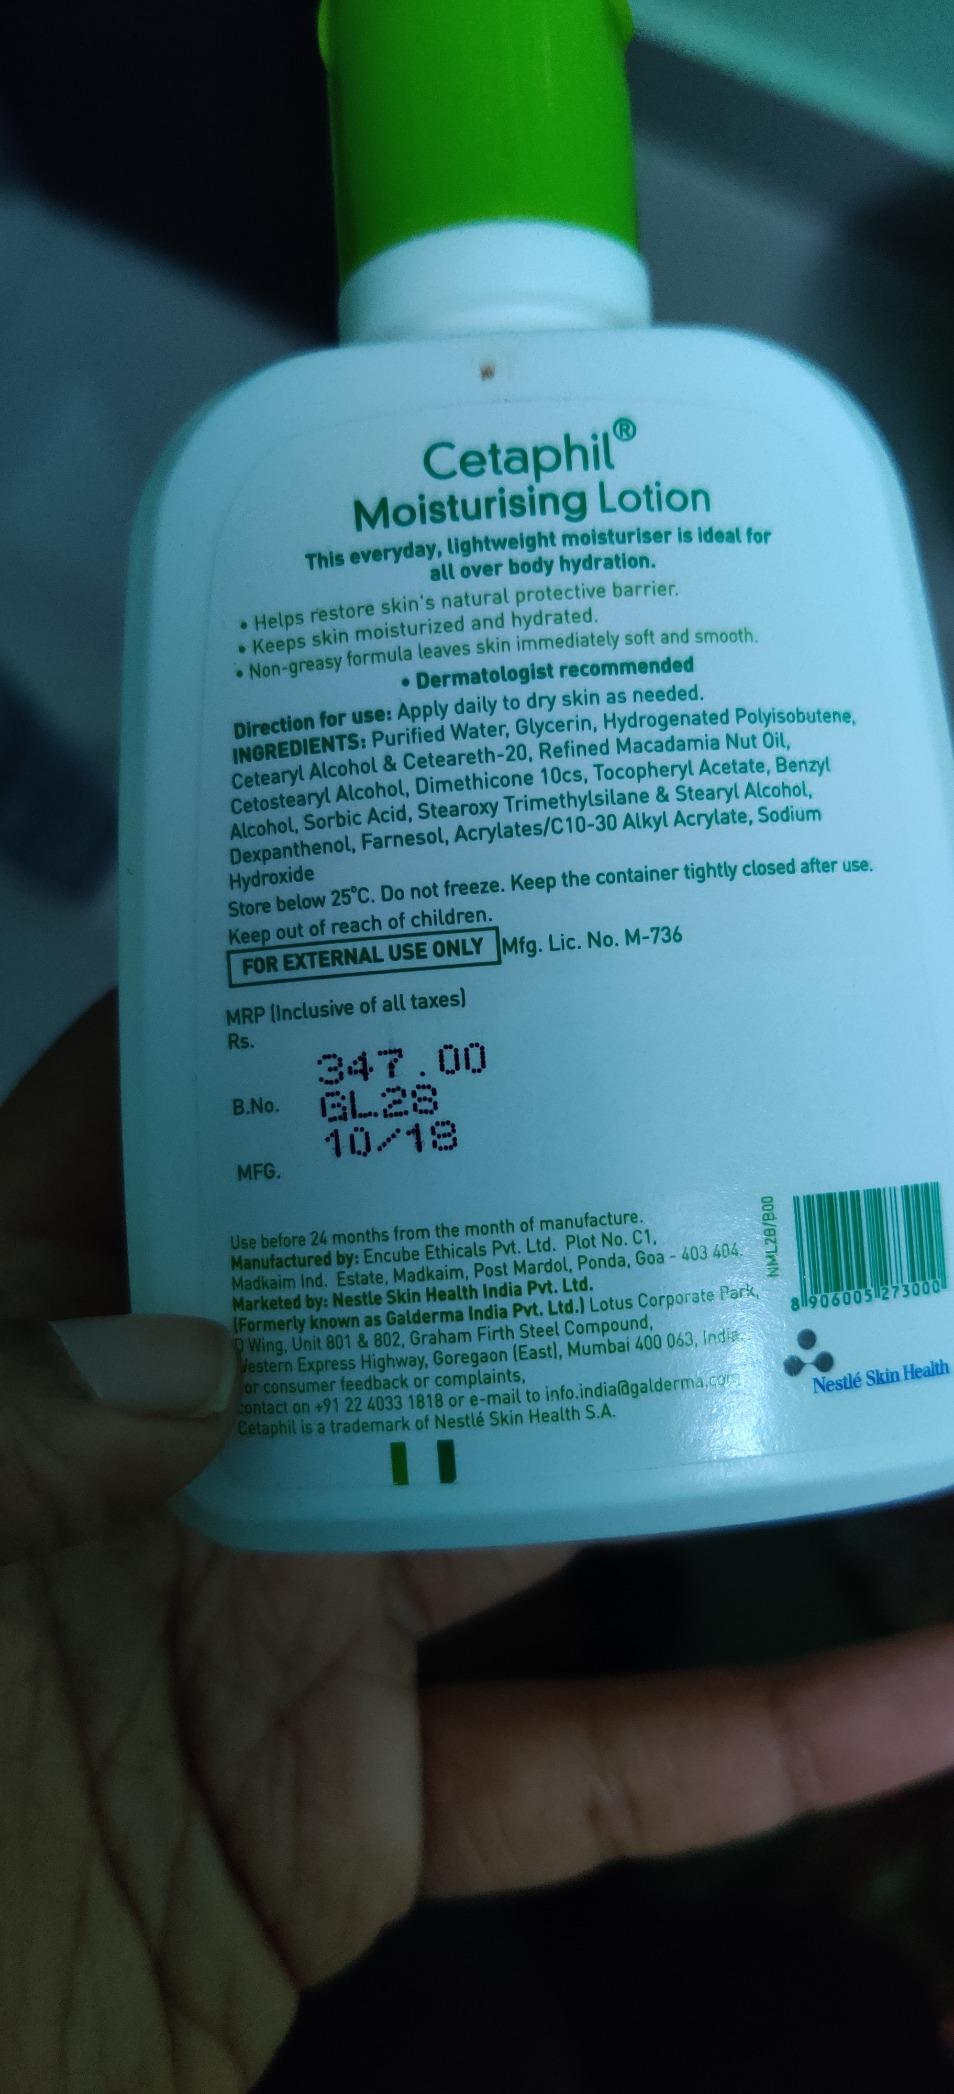 Cetaphil®
Moisturising Lotion
This everyday, lightweight moisturiser is ideal for
all over body hydration.
• Helps restore skin's natural protective barrier.
• Keeps skin moisturized and hydrated.
• Non-greasy formula leaves skin immediately soft and smooth.
• Dermatologist recommended
Direction for use: Apply daily to dry skin as needed.
INGREDIENTS: Purified Water, Glycerin, Hydrogenated Polyisobutene,
Cetearyl Alcohol & Ceteareth-20, Refined Macadamia Nut Oil,
Cetostearyl Alcohol, Dimethicone 10cs, Tocopheryl Acetate, Benzyl
Alcohol, Sorbic Acid, Stearoxy Trimethylsilane & Stearyl Alcohol,
Dexpanthenol, Farnesol, Acrylates/C10-30 Alkyl Acrylate, Sodium
Hydroxide
Store below 25°C. Do not freeze. Keep the container tightly closed after use.
Keep out of reach of children.
FOR EXTERNAL USE ONLY Mfg. Lic. No. M-736
MRP (Inclusive of all taxes)
Rs.
347.00
B.No. GL28
10/18
MFG.
Use before 24 months from the month of manufacture.
Manufactured by: Encube Ethicals Pvt. Ltd. Plot No. C1,
Madkaim Ind. Estate, Madkaim, Post Mardol, Ponda, Goa - 403 404.
Marketed by: Nestle Skin Health India Pvt. Ltd.
(Formerly known as Galderma India Pvt. Ltd.) Lotus Corporate Park,
D Wing, Unit 801 & 802, Graham Firth Steel Compound,
Western Express Highway, Goregaon (East), Mumbai 400 063, India.
For consumer feedback or complaints,
contact on +91 22 4033 1818 or e-mail to info.india@galderma.com
Cetaphil is a trademark of Nestlé Skin Health S.A.
NML28/B00
8 906005 273000
Nestlé Skin Health